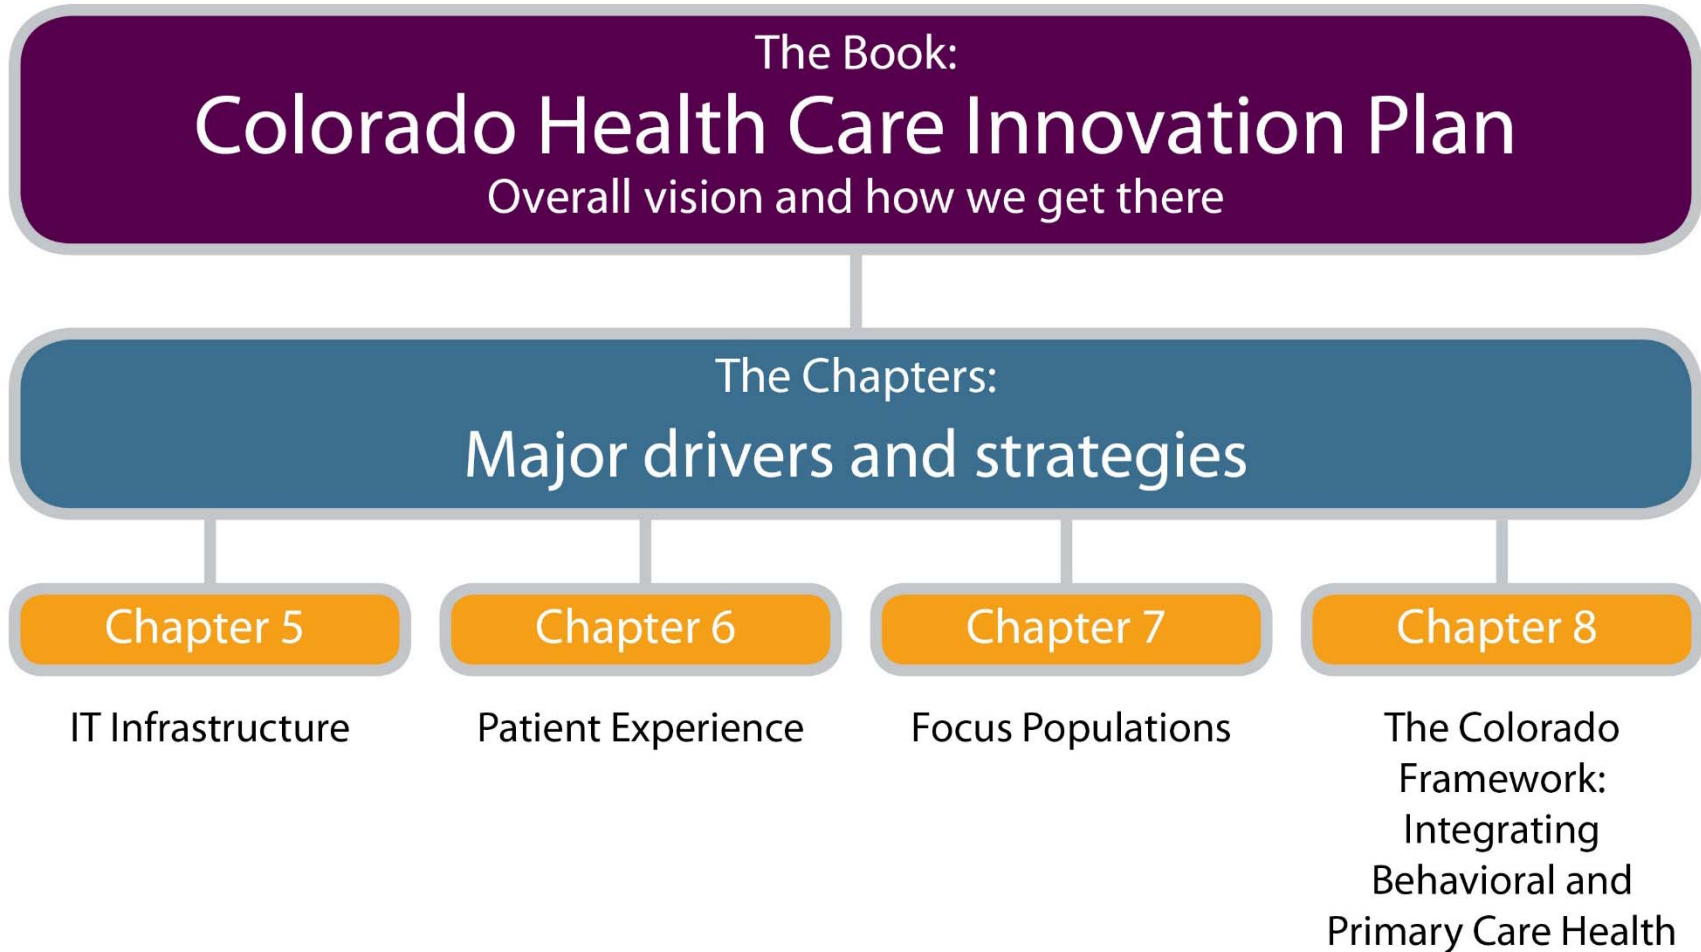 The Book:
Colorado Health Care Innovation Plan
Overall vision and how we get there
The Chapters:
Major drivers and strategies
Chapter 5
IT Infrastructure
Chapter 6
Patient Experience
Chapter 7
Focus Populations
Chapter 8
The Colorado
Framework:
Integrating
Behavioral and
Primary Care Health